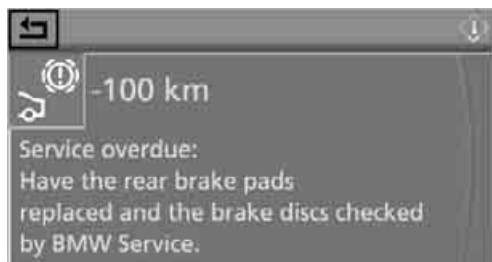 -100 km
Service overdue:
Have the rear brake pads
replaced and the brake discs checked
by BMW Service.